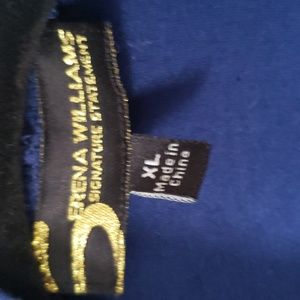 ERENA WILLIAMS
SIGNATURE STATEMENT
XL
Made in
China